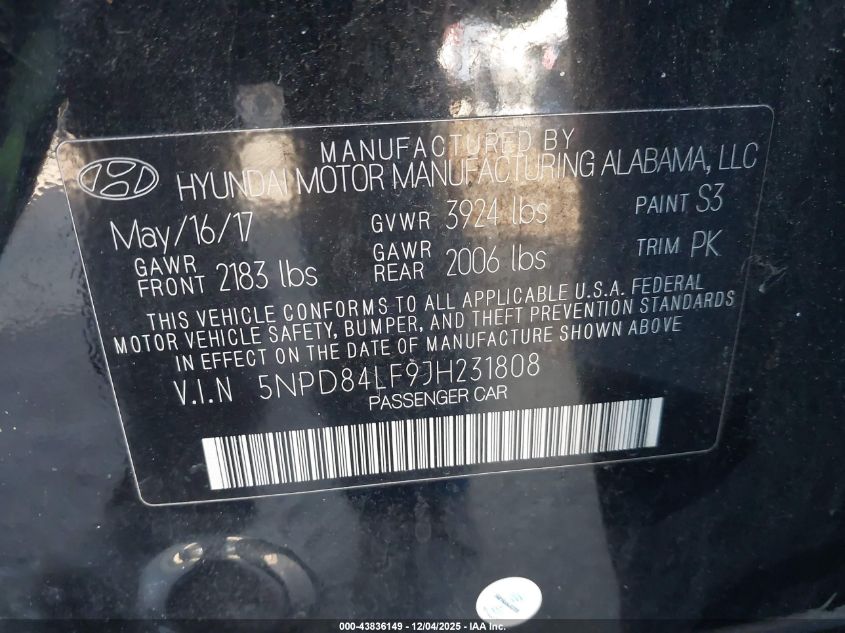 MANUFACTURED BY
HYUNDAI MOTOR MANUFACTURING ALABAMA, LLC
May/16/17 GVWR 3924 lbs PAINT S3
GAWR FRONT 2183 lbs GAWR REAR 2006 lbs TRIM PK
THIS VEHICLE CONFORMS TO ALL APPLICABLE U.S.A. FEDERAL
MOTOR VEHICLE SAFETY, BUMPER, AND THEFT PREVENTION STANDARDS
IN EFFECT ON THE DATE OF MANUFACTURE SHOWN ABOVE
V.I.N 5NPD84LF9JH231808
PASSENGER CAR
000-43836149 - 12/04/2025 - IAA Inc.